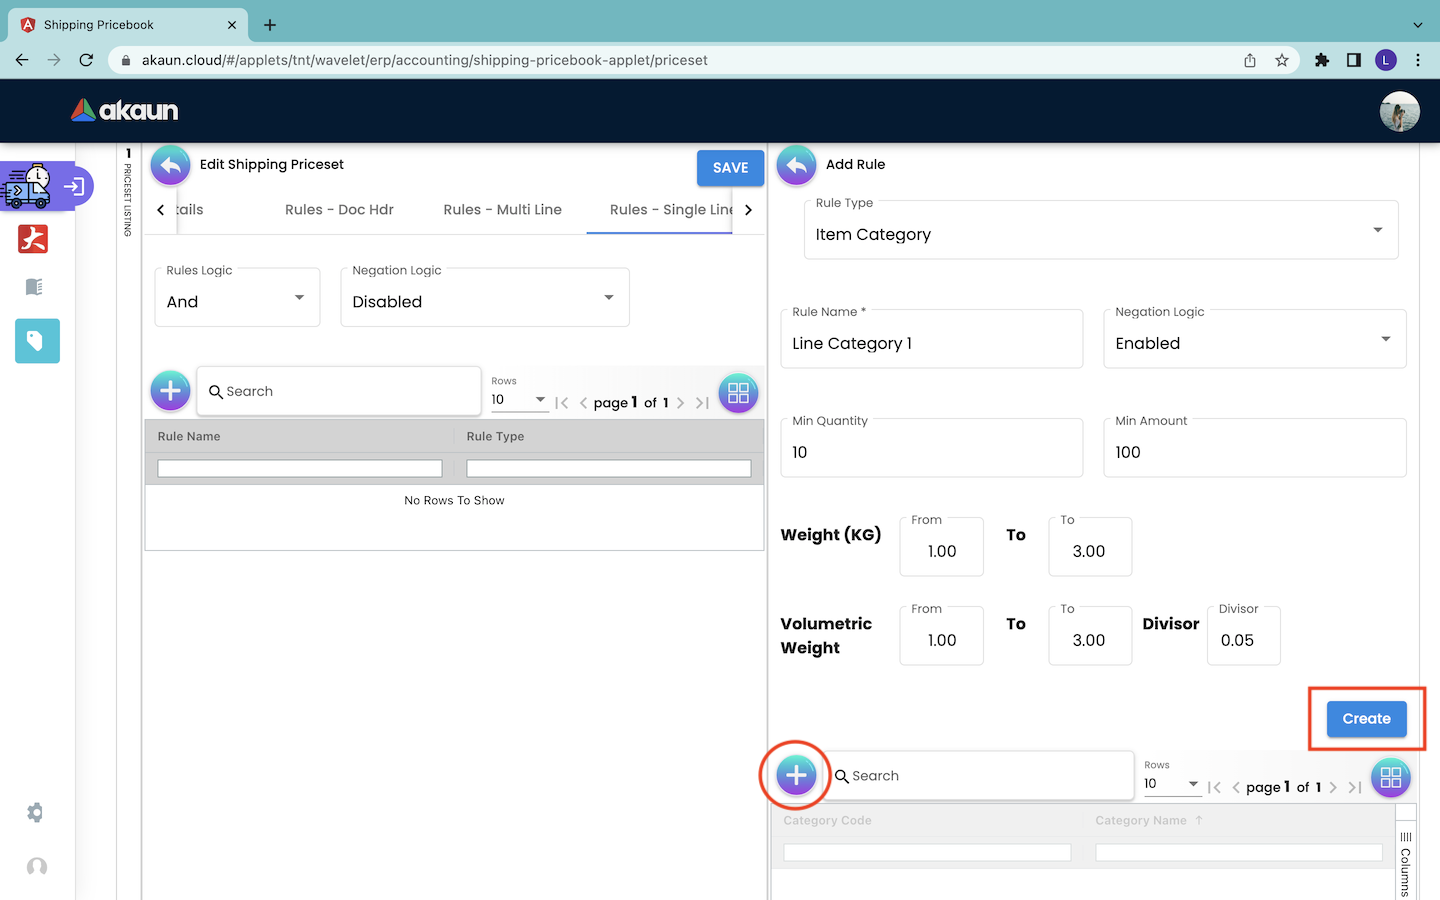 Shipping Pricebook
akaun.cloud/#/applets/tnt/wavelet/erp/accounting/shipping-pricebook-applet/priceset
L
akaun
1 PRICESET LISTING
Edit Shipping Priceset
SAVE
tails
Rules - Doc Hdr
Rules - Multi Line
Rules - Single Line
Rules Logic
And
Negation Logic
Disabled
Search
Rows
10
page 1 of 1
Rule Name
Rule Type
No Rows To Show
Add Rule
Rule Type
Item Category
Rule Name *
Line Category 1
Negation Logic
Enabled
Min Quantity
10
Min Amount
100
Weight (KG)
From
1.00
To
To
3.00
Volumetric
Weight
From
1.00
To
To
3.00
Divisor
Divisor
0.05
Create
Search
Rows
10
page 1 of 1
Category Code
Category Name
Columns